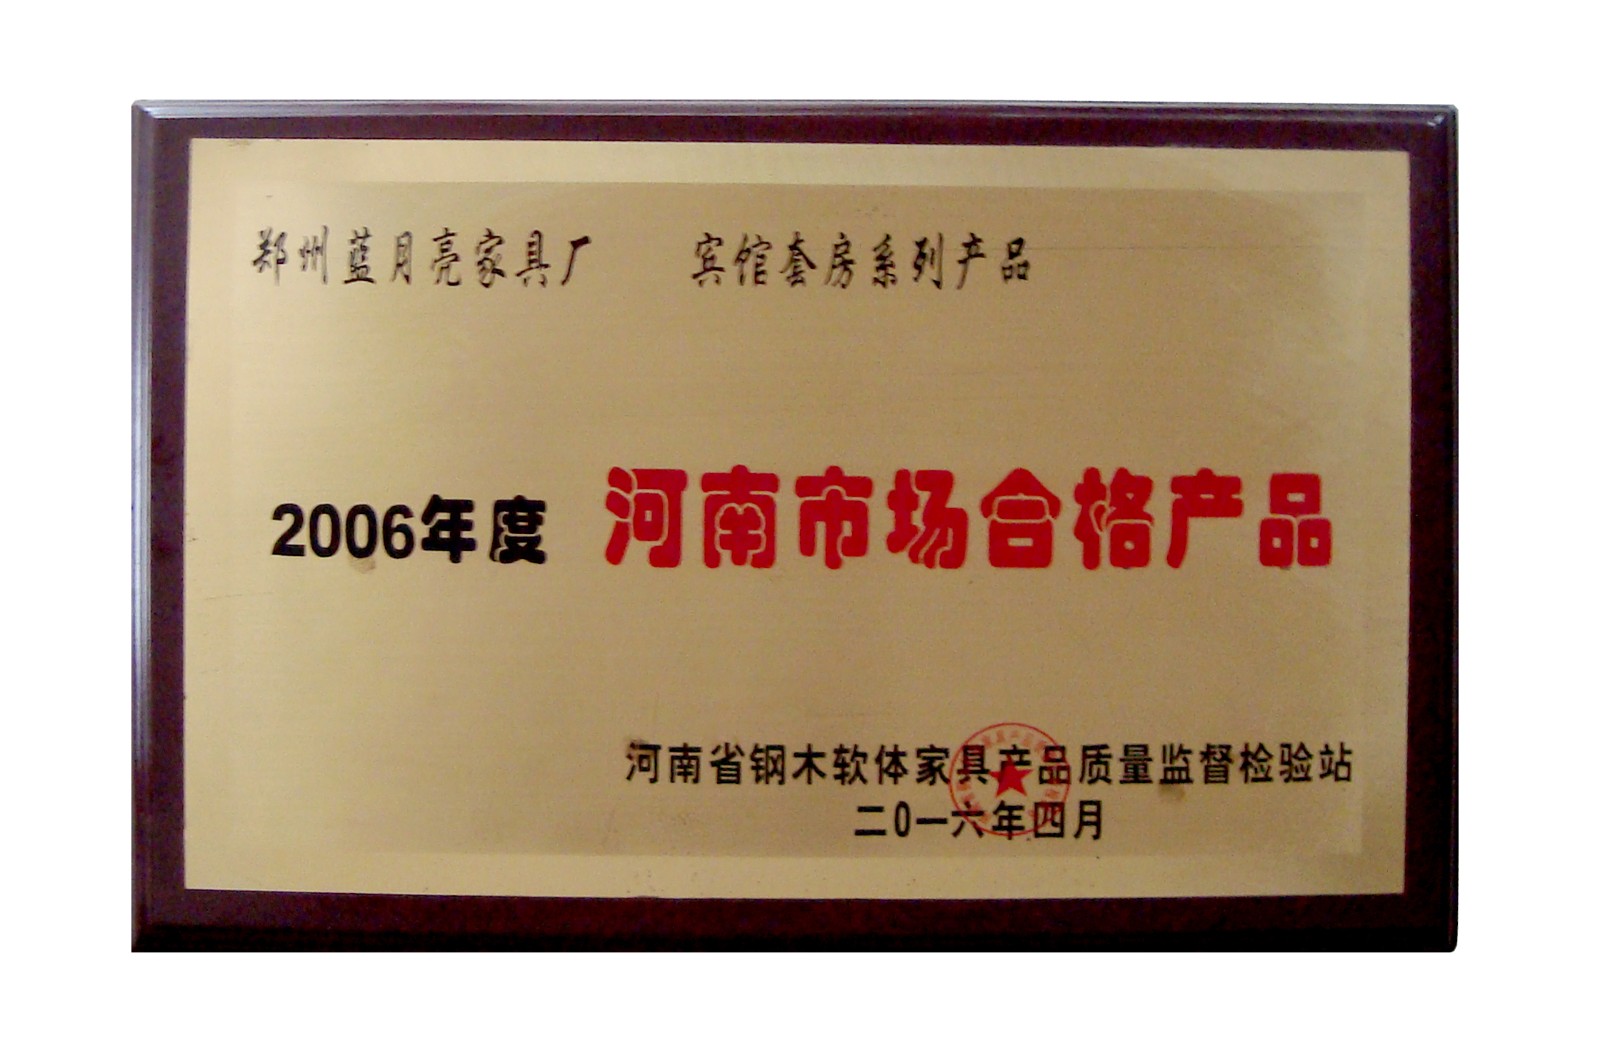 郑州蓝月亮家具厂 宾馆套房系列产品
2006年度 河南市场合格产品
河南省钢木软体家具产品质量监督检验站
二0一六年四月